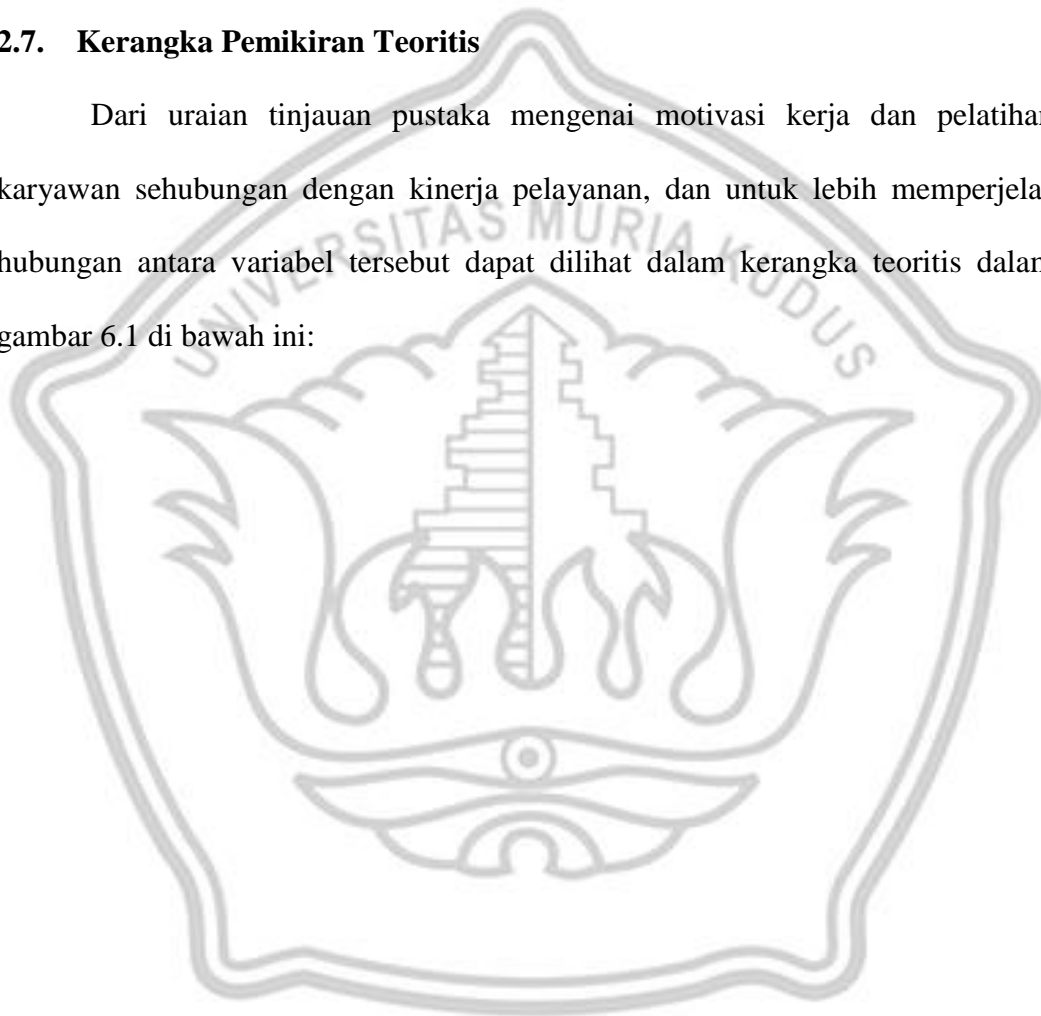 2.7. Kerangka Pemikiran Teoritis
Dari uraian tinjauan pustaka mengenai motivasi kerja dan pelatihan
karyawan sehubungan dengan kinerja pelayanan, dan untuk lebih memperjela
hubungan antara variabel tersebut dapat dilihat dalam kerangka teoritis dalam
gambar 6.1 di bawah ini:
UNIVERSITAS MURIA KUDUS